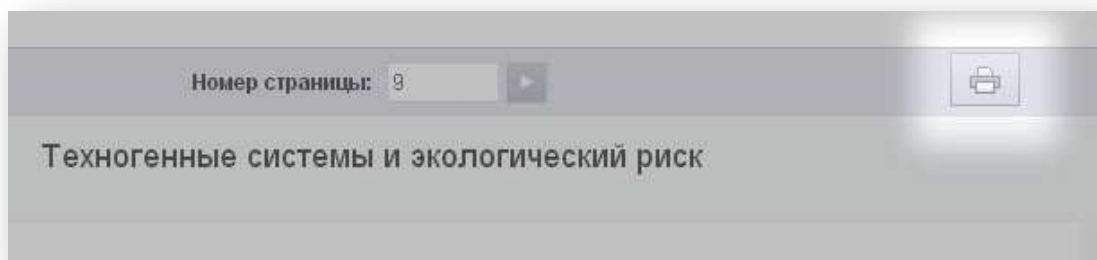 Номер страницы: 9
Техногенные системы и экологический риск